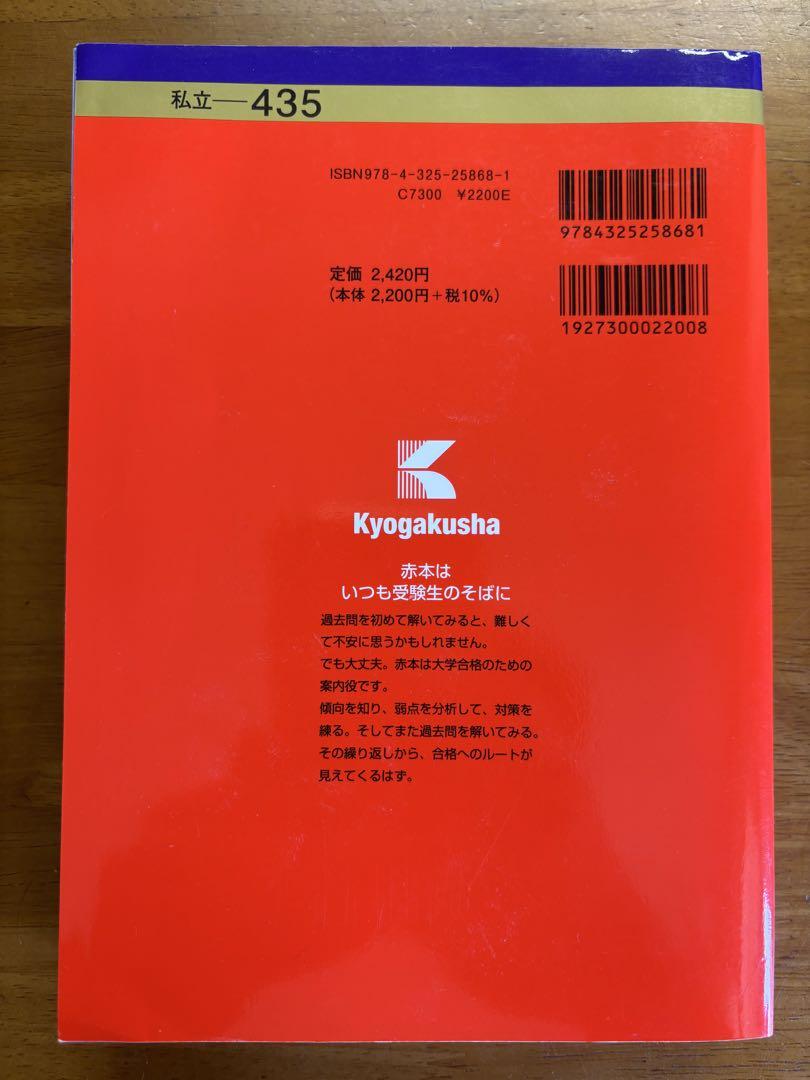 私立—435
ISBN978-4-325-25868-1
C7300 ¥2200E
9784325258681
定価 2,420円
(本体 2,200円+税10%)
1927300022008
Kyogakusha
赤本は
いつも受験生のそばに
過去問を初めて解いてみると、難しく
て不安に思うかもしれません。
でも大丈夫。赤本は大学合格のための
案内役です。
傾向を知り、弱点を分析して、対策を
練る。そしてまた過去問を解いてみる。
その繰り返しから、合格へのルートが
見えてくるはず。